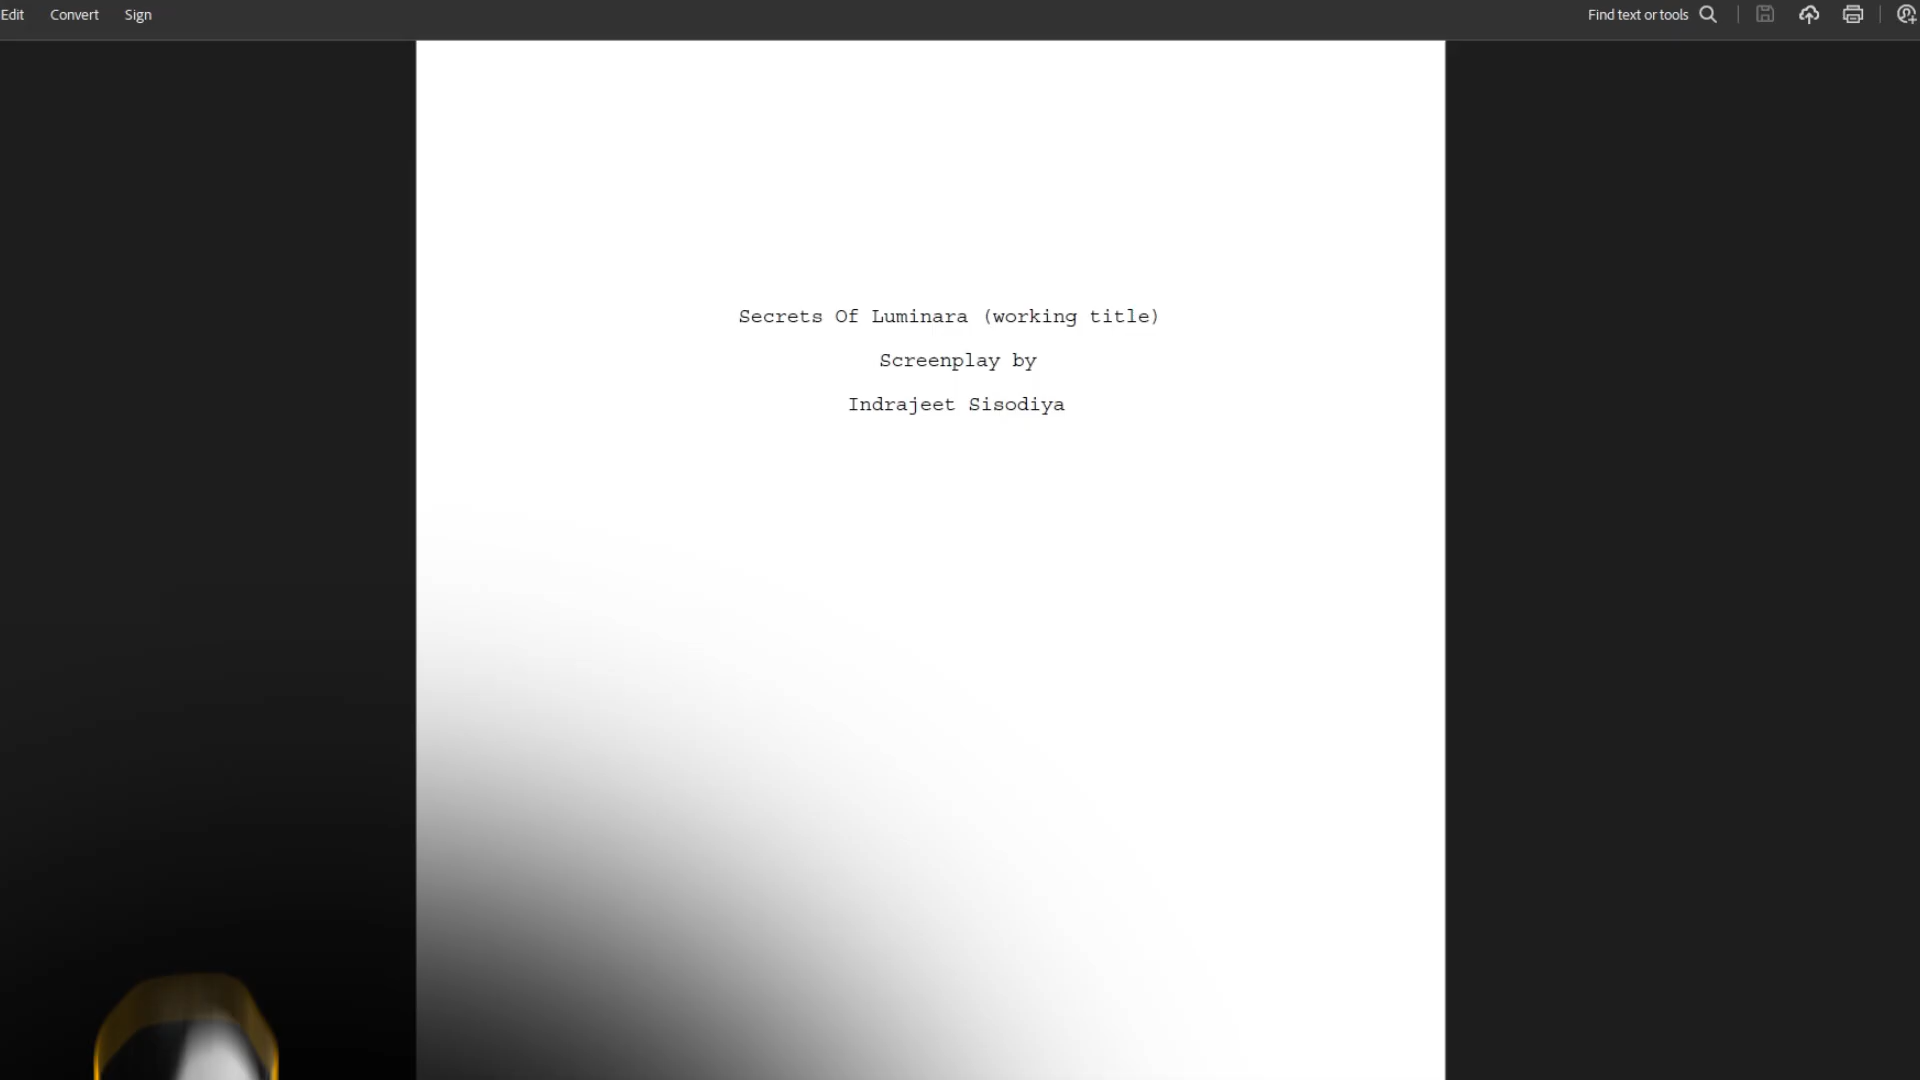 Edit Convert Sign Find text or tools
Secrets Of Luminara (working title)
Screenplay by
Indrajeet Sisodiya